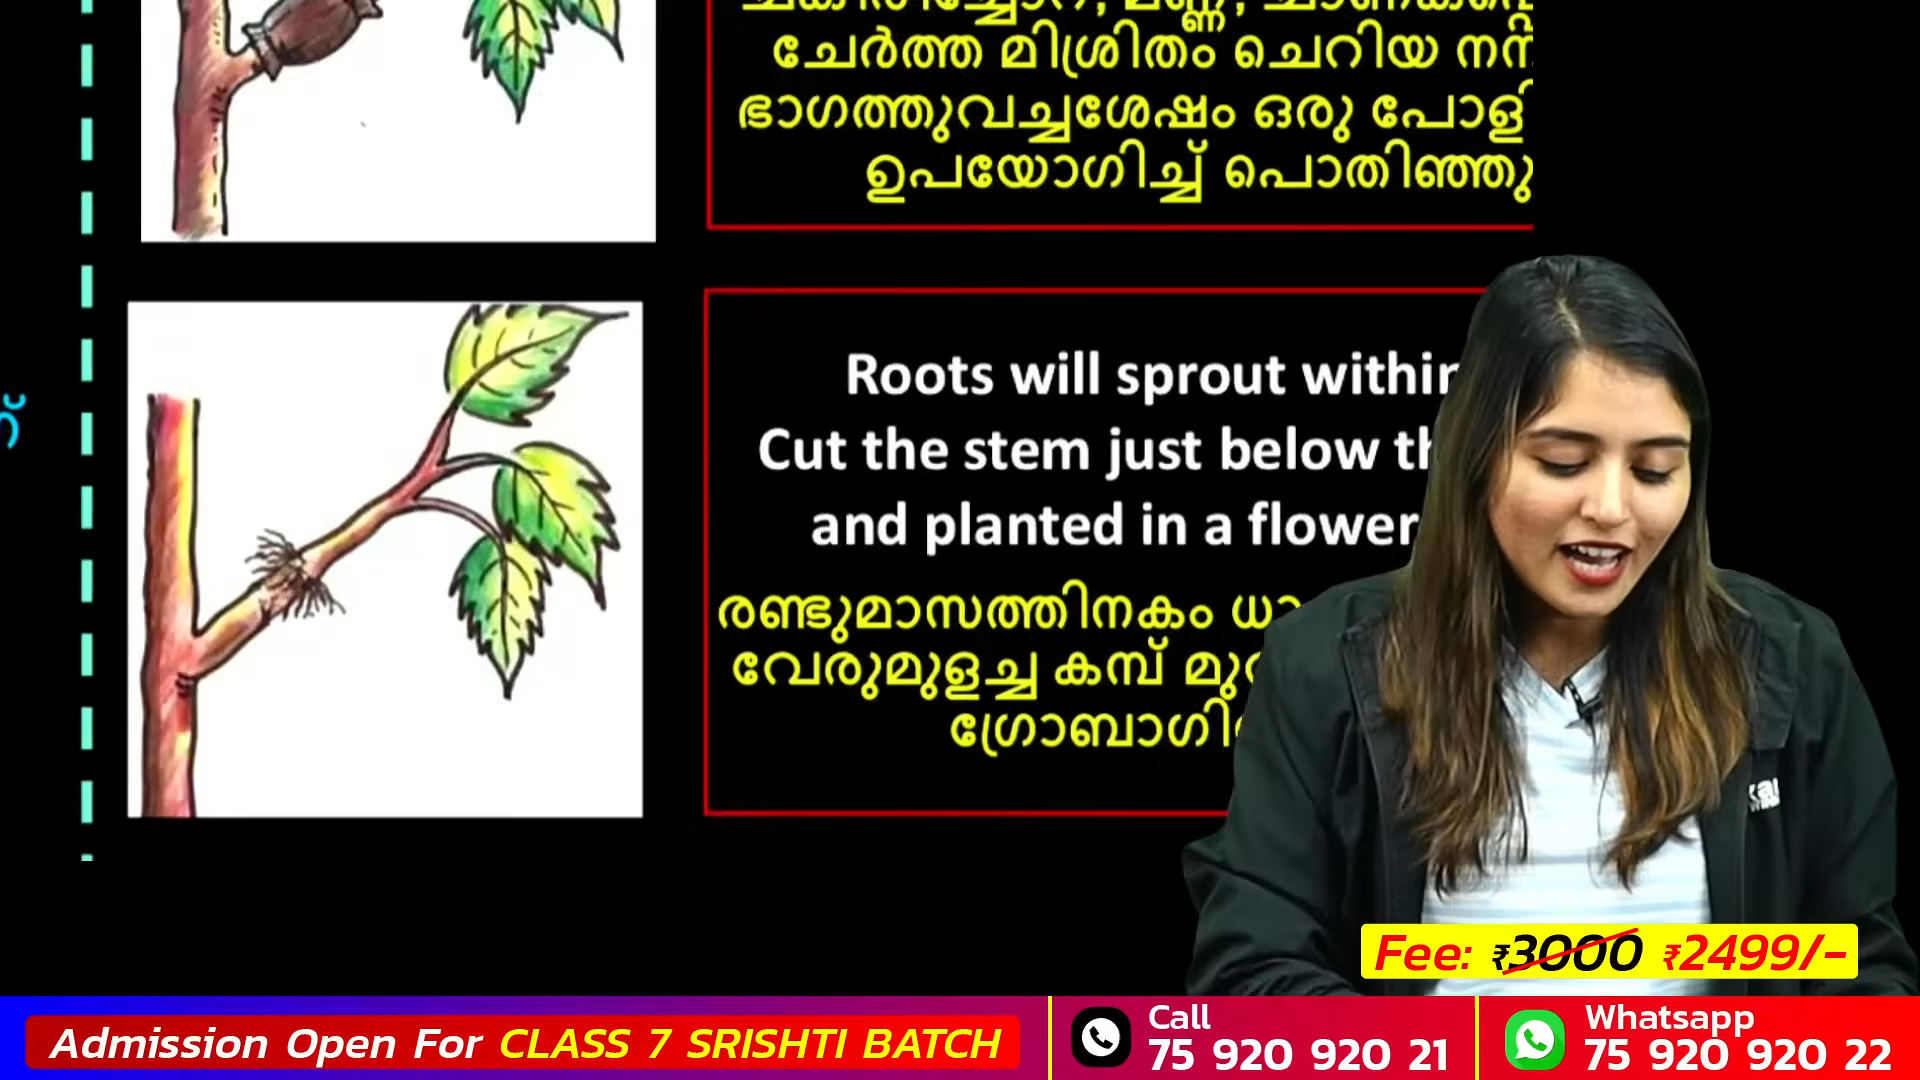 ചേർത്ത മിശ്രിതം ചെറിയ
ഭാഗത്തുവച്ചശേഷം ഒരു
ഉപയോഗിച്ച് പൊതിഞ്ഞു
Roots will sprout within
Cut the stem just below
and planted in a flower
രണ്ടുമാസത്തിനകം
വേരുമുളച്ച കമ്പ്
Fee: ₹3000 ₹2499/-
Admission Open For CLASS 7 SRISHTI BATCH
Call
75 920 920 21
Whatsapp
75 920 920 22